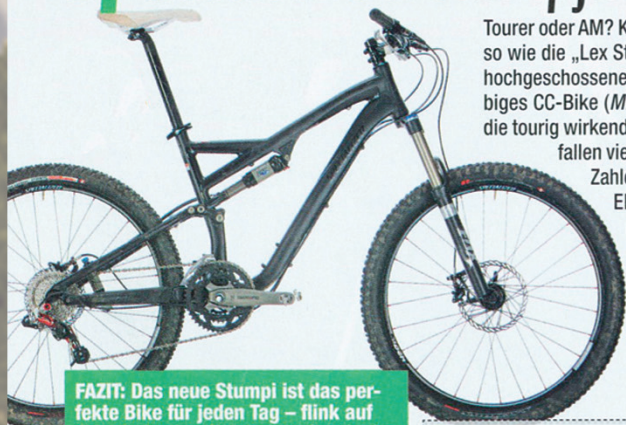 Tourer oder AM? K
so wie die „Lex St
hochgeschossene
biges CC-Bike (M
die tourig wirkend
fallen vie
Zahle
El
FAZIT: Das neue Stumpi ist das per-
fekte Bike für jeden Tag – flink auf